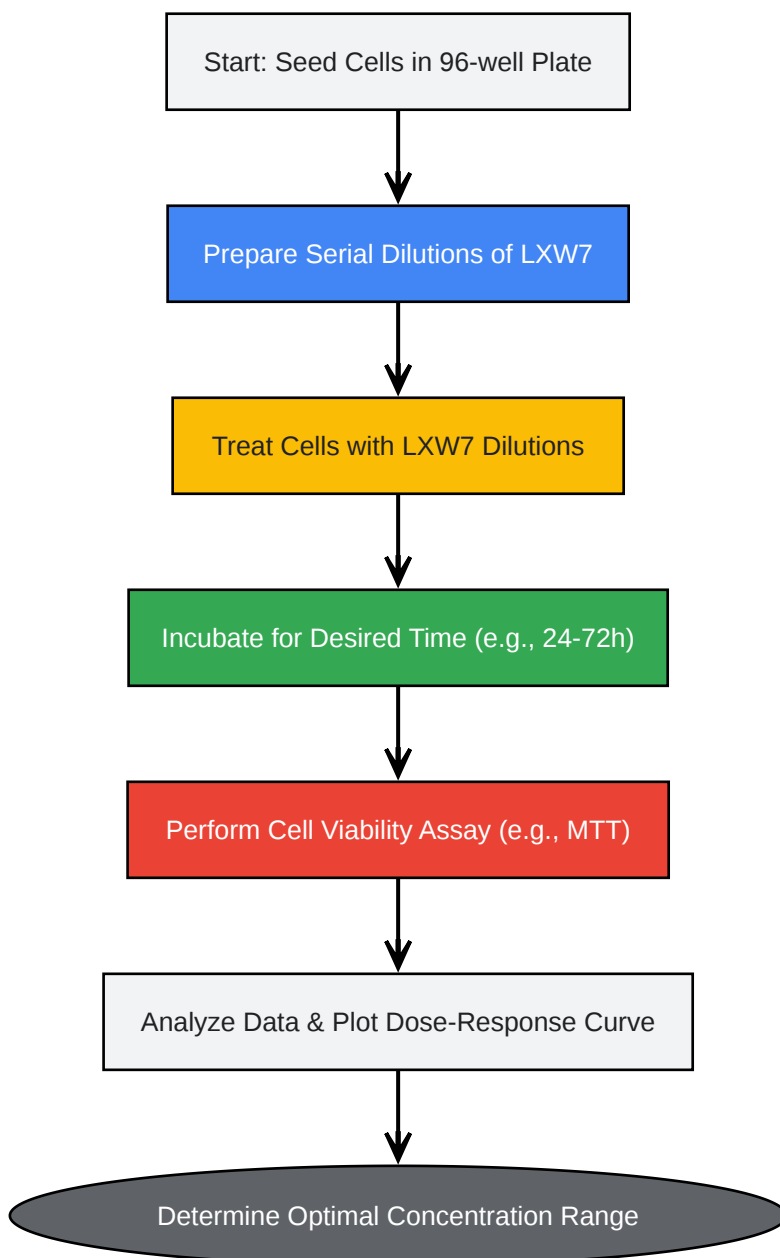 Start: Seed Cells in 96-well Plate
Prepare Serial Dilutions of LXW7
Treat Cells with LXW7 Dilutions
Incubate for Desired Time (e.g., 24-72h)
Perform Cell Viability Assay (e.g., MTT)
Analyze Data & Plot Dose-Response Curve
Determine Optimal Concentration Range